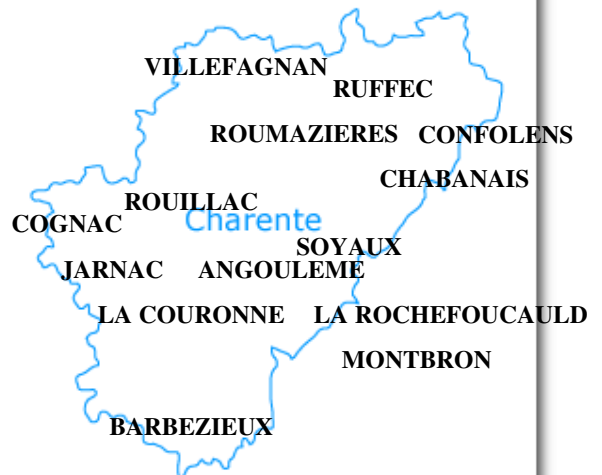 VILLEFAGNAN
RUFFEC
ROUMAZIERES CONFOLENS
CHABANAIS
ROUILLAC
COGNAC Charente
SOYAUX
JARNAC ANGOULEME
LA COURONNE LA ROCHEFOUCAULD
MONTBRON
BARBEZIEUX